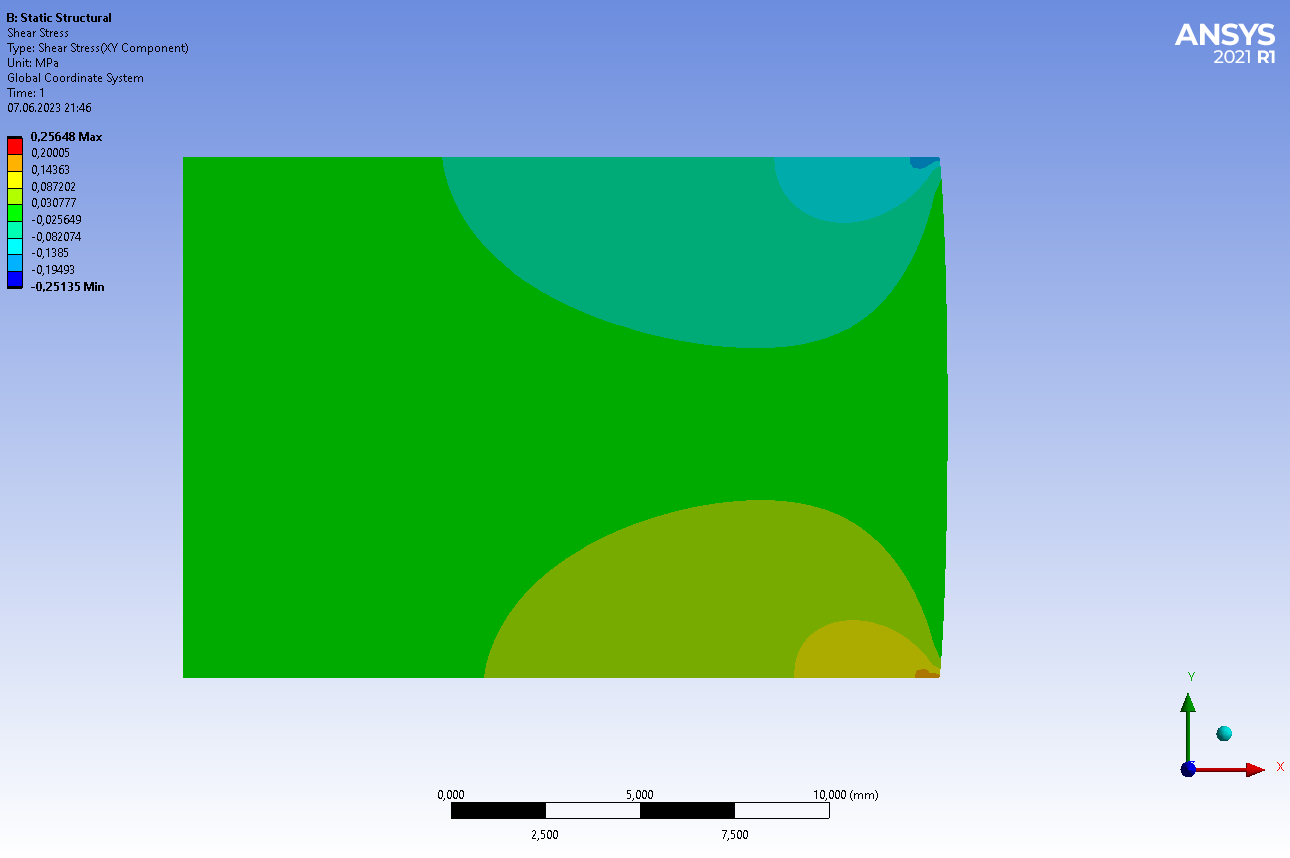 B: Static Structural
Shear Stress
Type: Shear Stress(XY Component)
Unit: MPa
Global Coordinate System
Time: 1
07.06.2023 21:46
ANSYS
2021 R1
0,25648 Max
0,20005
0,14363
0,087202
0,030777
-0,025649
-0,082074
-0,1385
-0,19493
-0,25135 Min
Y
X
0,000 5,000 10,000 (mm)
2,500 7,500